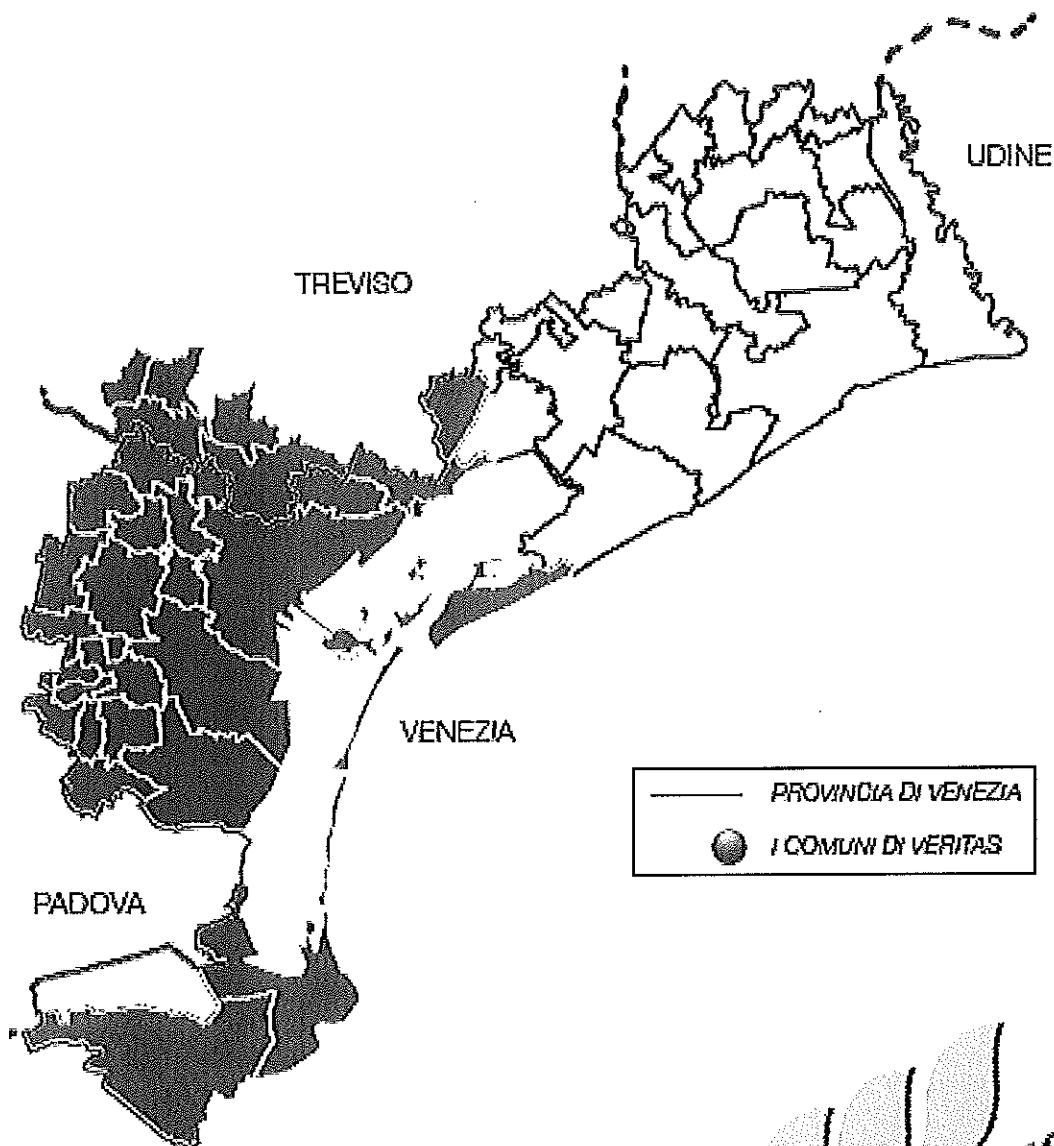 UDINE
TREVISO
VENEZIA
PROVINCIA DI VENEZIA
I COMUNI DI VERITAS
PADOVA